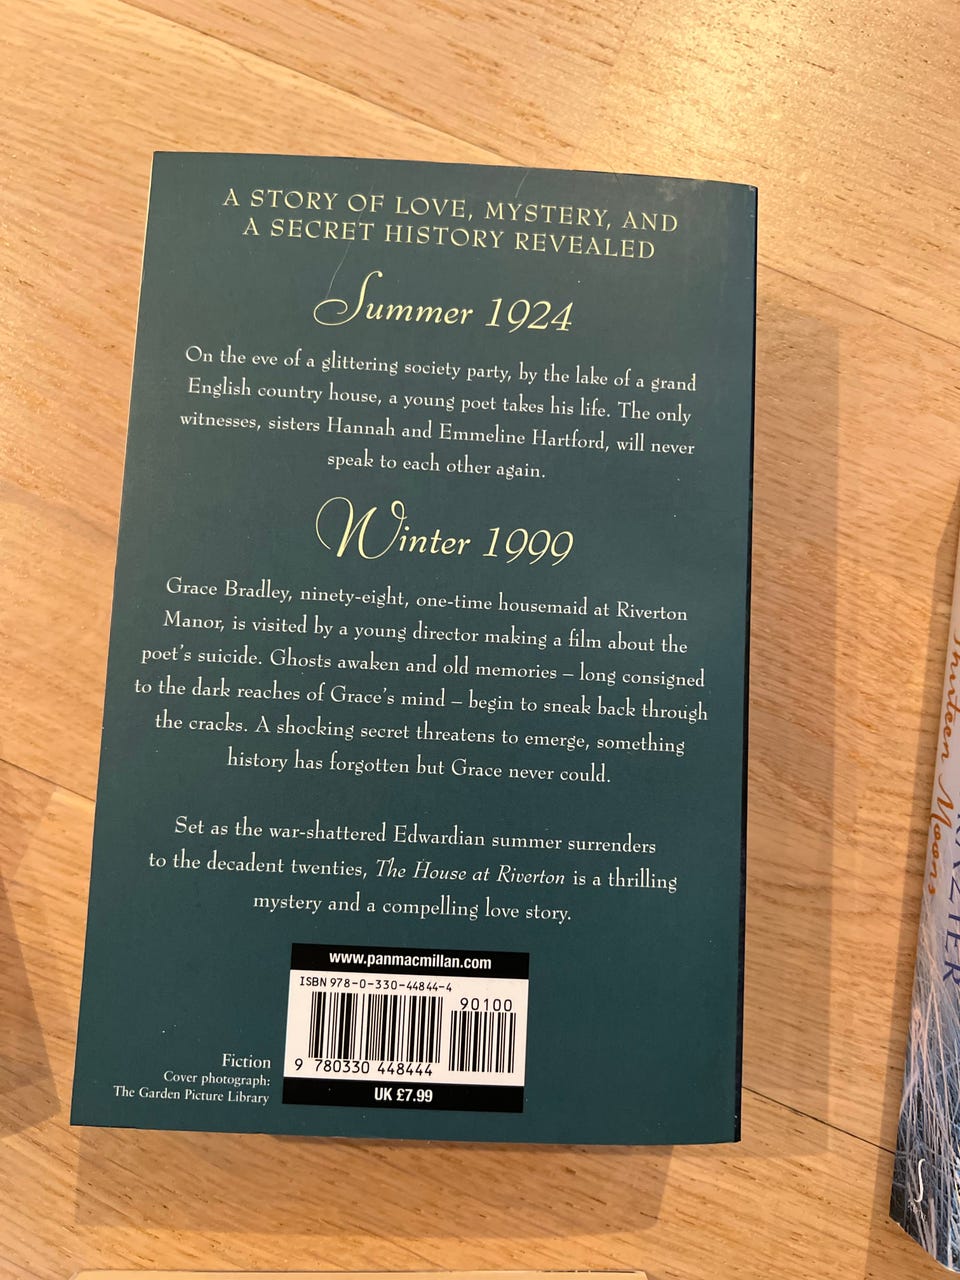 A STORY OF LOVE, MYSTERY, AND
A SECRET HISTORY REVEALED
Summer 1924
On the eve of a glittering society party, by the lake of a grand
English country house, a young poet takes his life. The only
witnesses, sisters Hannah and Emmeline Hartford, will never
speak to each other again.
Winter 1999
Grace Bradley, ninety-eight, one-time housemaid at Riverton
Manor, is visited by a young director making a film about the
poet's suicide. Ghosts awaken and old memories – long consigned
to the dark reaches of Grace's mind – begin to sneak back through
the cracks. A shocking secret threatens to emerge, something
history has forgotten but Grace never could.
Set as the war-shattered Edwardian summer surrenders
to the decadent twenties, The House at Riverton is a thrilling
mystery and a compelling love story.
www.panmacmillan.com
ISBN 978-0-330-44844-4
90100
9 780330 448444
UK £7.99
Fiction
Cover photograph:
The Garden Picture Library
Thirteen Moons